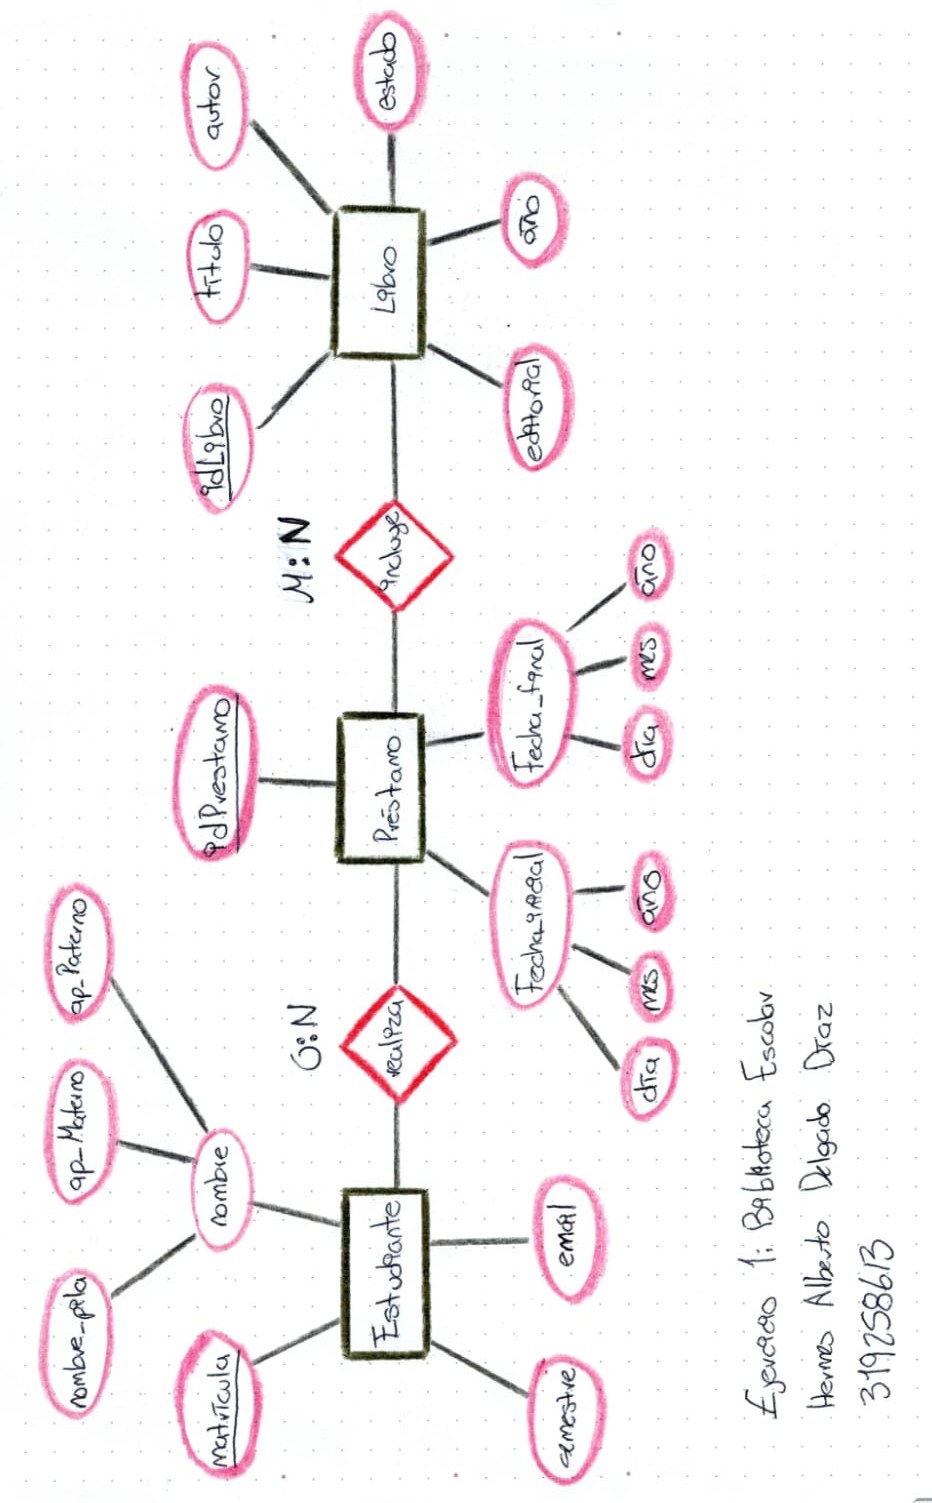 nombre_pila
ap_Materno
ap_Paterno
matrícula
nombre
idPrestamo
idLibro
título
autor
O:N
M:N
Estudiante
realiza
Préstamo
incluye
Libro
estado
semestre
email
Fecha_inicial
Fecha_final
editorial
año
día
mes
año
día
mes
año
Ejercicio 1: Biblioteca Escolar
Hermes Alberto Delgado Díaz
319258613